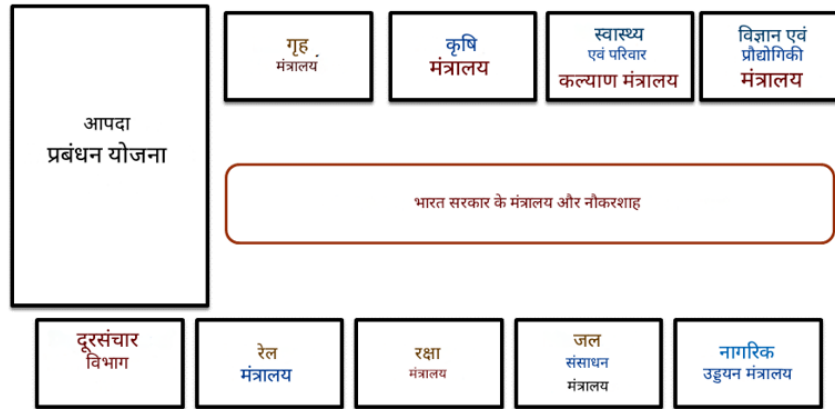 आपदा
प्रबंधन योजना
गृह
मंत्रालय
कृषि
मंत्रालय
स्वास्थ्य
एवं परिवार
कल्याण मंत्रालय
विज्ञान एवं
प्रौद्योगिकी
मंत्रालय
भारत सरकार के मंत्रालय और नौकरशाह
दूरसंचार
विभाग
रेल
मंत्रालय
रक्षा
मंत्रालय
जल
संसाधन
मंत्रालय
नागरिक
उड्डयन मंत्रालय